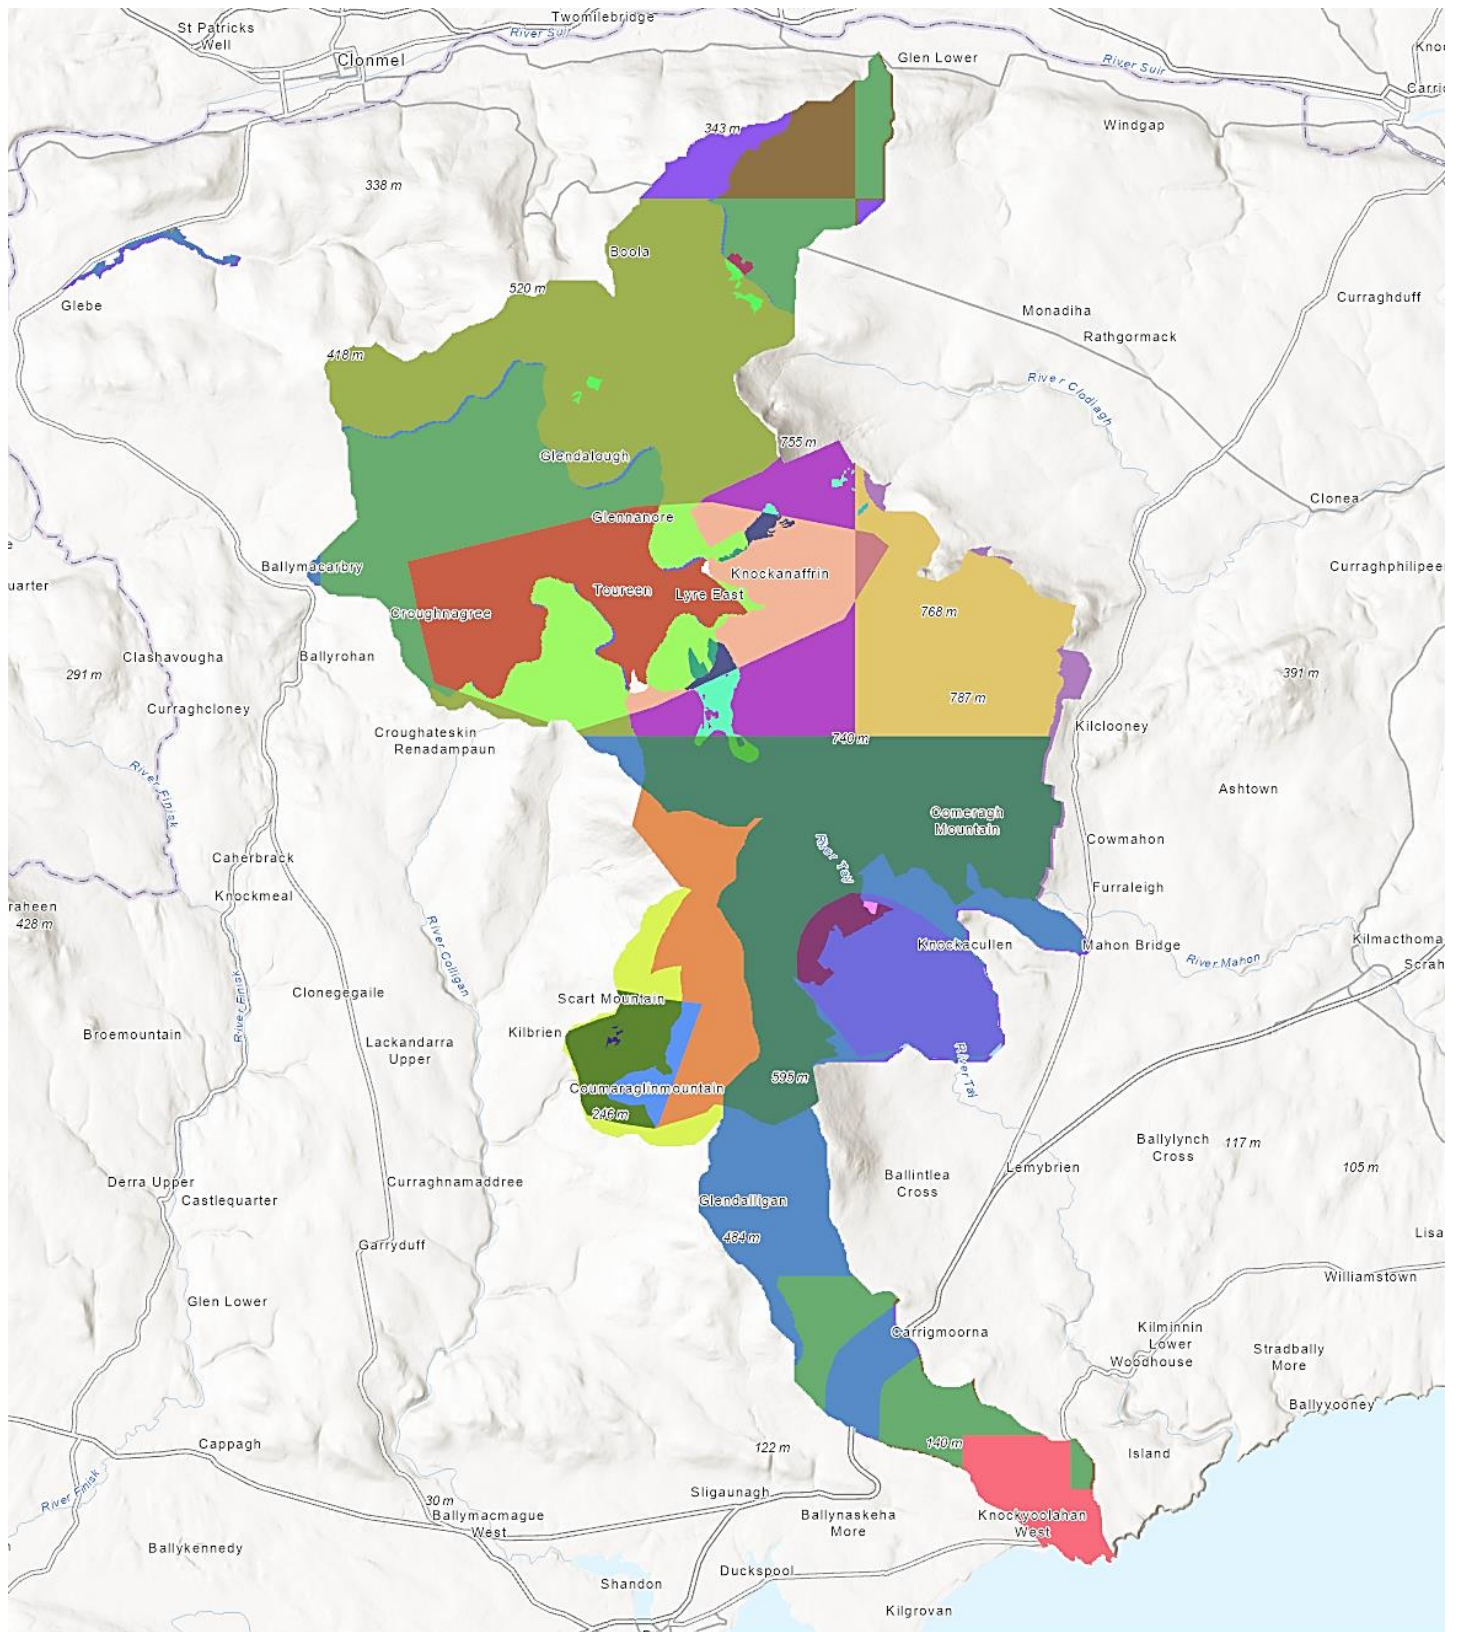 Twomilebridge
St Patricks
Well
River Suir
Clonmel
Glen Lower
River Suir
343 m
Windgap
338 m
Boola
Glebe
520 m
Curraghduff
Monadiha
Rathgormack
418 m
River Clodiagh
755 m
Glendalough
Clonea
Glennanore
Ballymacarbry
Knockanaffrin
Curraghphilipee
uarter
Toureen
Lyre East
Croughnagree
768 m
Clashavougha
Ballyrohan
291 m
391 m
787 m
Curraghcloney
Kilclooney
Croughateskin
Renadampaun
740 m
River Finisk
Ashtown
Comeragh
Mountain
River Tay
Cowmahon
Caherbrack
Knockmeal
Furraleigh
raheen
428 m
River Colligan
Knockacullen
Mahon Bridge
Kilmacthoma
River Mahon
Scrah
Clonegegaile
Scart Mountain
River Finisk
Broemountain
Kilbrien
Lackandarra
Upper
River Tay
595 m
Coumaraglinmountain
246 m
Ballylynch
Cross
117 m
Lemybrien
105 m
Ballintlea
Cross
Derra Upper
Curraghnamaddree
Castlequarter
Glendalligan
484 m
Lisa
Garryduff
Williamstown
Glen Lower
Carrigmoorna
Kilminnin
Lower
Woodhouse
Stradbally
More
Ballyvooney
Cappagh
140 m
122 m
Island
River Finisk
Sligaunagh
30 m
Ballymacmague
West
Ballynaskeha
More
Knockyoolahan
West
Ballykennedy
Duckspool
Shandon
Kilgrovan